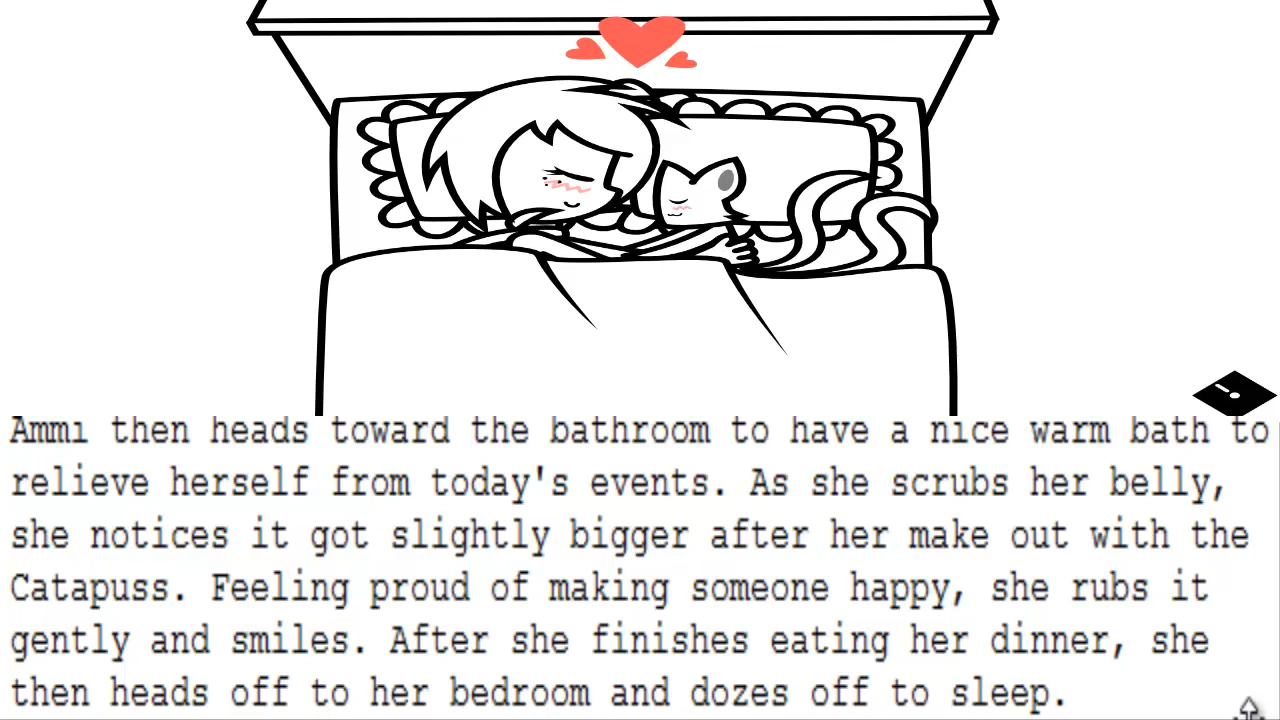 Ammi then heads toward the bathroom to have a nice warm bath to
relieve herself from today's events. As she scrubs her belly,
she notices it got slightly bigger after her make out with the
Catapuss. Feeling proud of making someone happy, she rubs it
gently and smiles. After she finishes eating her dinner, she
then heads off to her bedroom and dozes off to sleep.